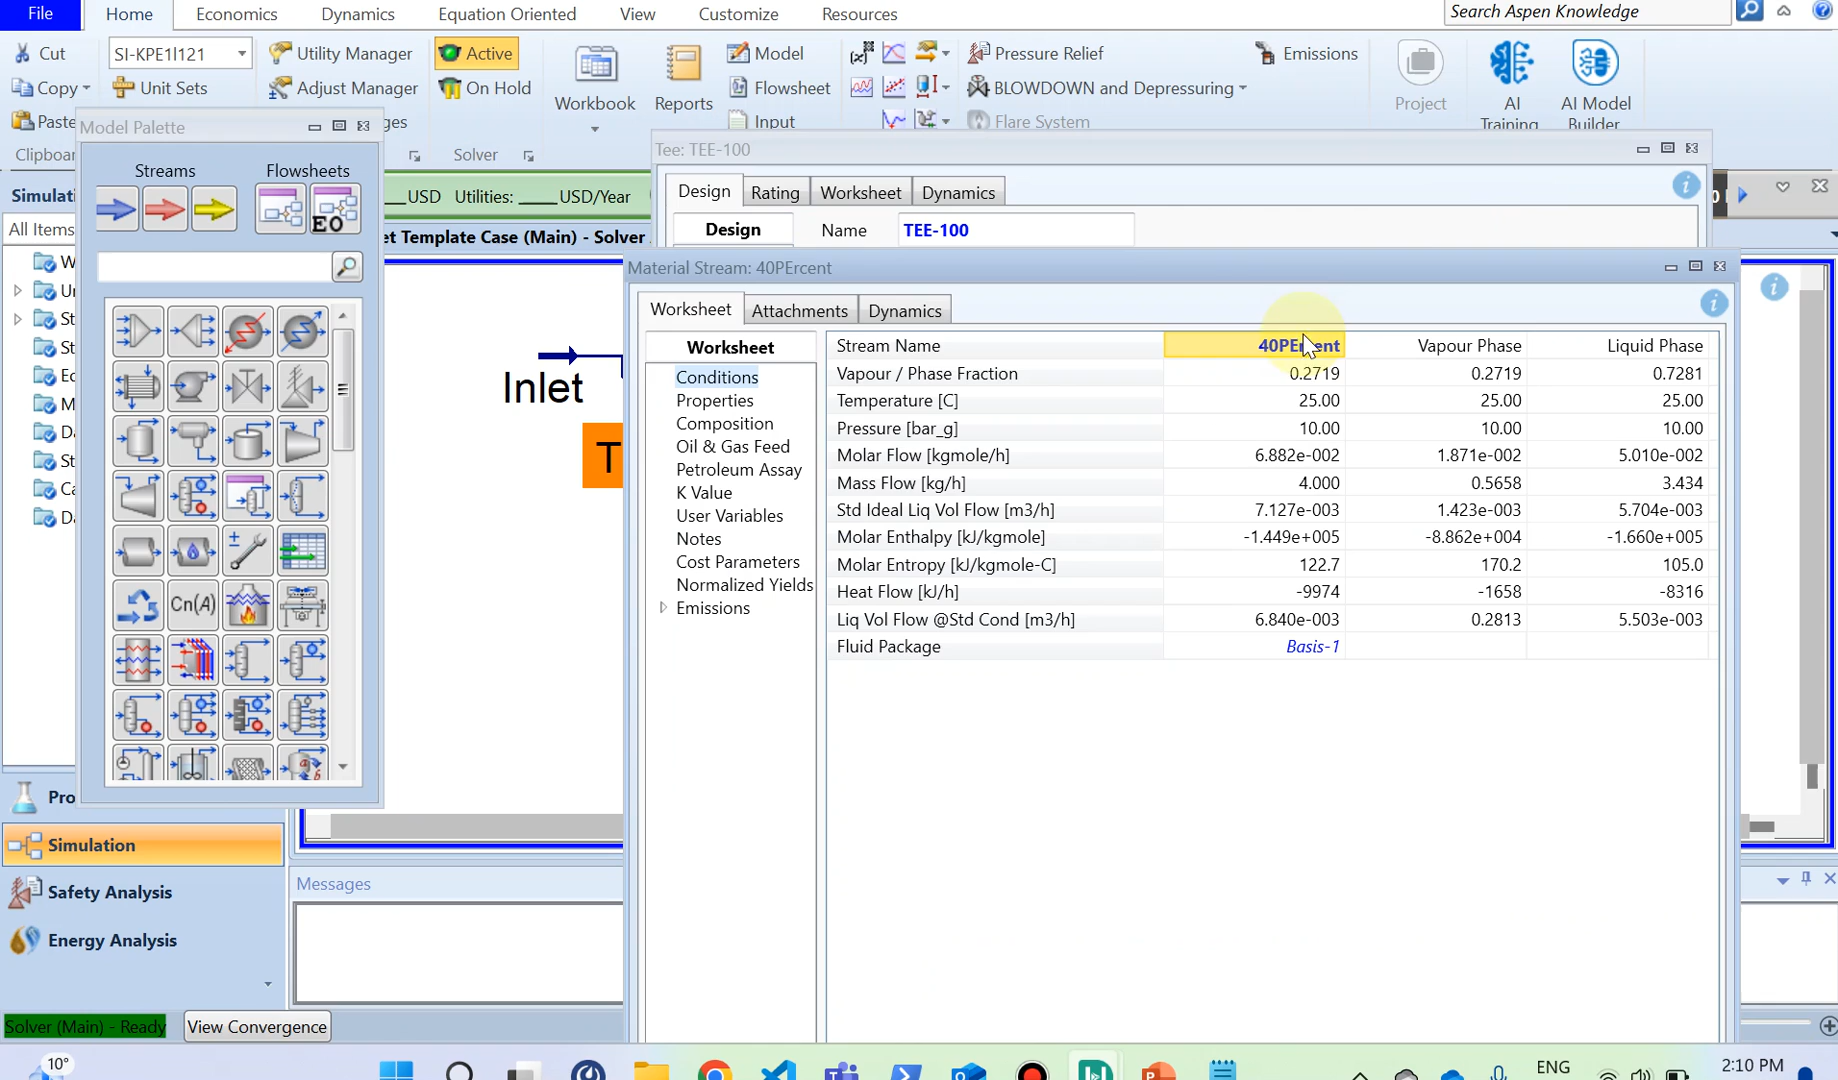 File Home Economics Dynamics Equation Oriented View Customize Resources Search Aspen Knowledge
Cut SI-KPE1l121 Utility Manager Active Model Pressure Relief Emissions
Copy Unit Sets Adjust Manager On Hold Workbook Reports Flowsheet BLOWDOWN and Depressuring Project AI Training AI Model Builder
Paste Input Flare System
Clipboar Solver
Model Palette
Streams Flowsheets
EO
Cn(A)
Simulati
All Items
Pro
Simulation
Safety Analysis
Energy Analysis
USD Utilities: ____ USD/Year
et Template Case (Main) - Solver
Inlet
T
Tee: TEE-100
Design Rating Worksheet Dynamics
Design Name TEE-100
Material Stream: 40PErcent
Worksheet Attachments Dynamics
Worksheet
Conditions
Properties
Composition
Oil & Gas Feed
Petroleum Assay
K Value
User Variables
Notes
Cost Parameters
Normalized Yields
Emissions
Stream Name 40PErcent Vapour Phase Liquid Phase
Vapour / Phase Fraction 0.2719 0.2719 0.7281
Temperature [C] 25.00 25.00 25.00
Pressure [bar_g] 10.00 10.00 10.00
Molar Flow [kgmole/h] 6.882e-002 1.871e-002 5.010e-002
Mass Flow [kg/h] 4.000 0.5658 3.434
Std Ideal Liq Vol Flow [m3/h] 7.127e-003 1.423e-003 5.704e-003
Molar Enthalpy [kJ/kgmole] -1.449e+005 -8.862e+004 -1.660e+005
Molar Entropy [kJ/kgmole-C] 122.7 170.2 105.0
Heat Flow [kJ/h] -9974 -1658 -8316
Liq Vol Flow @Std Cond [m3/h] 6.840e-003 0.2813 5.503e-003
Fluid Package Basis-1
Messages
Solver (Main) - Ready View Convergence
10° ENG 2:10 PM